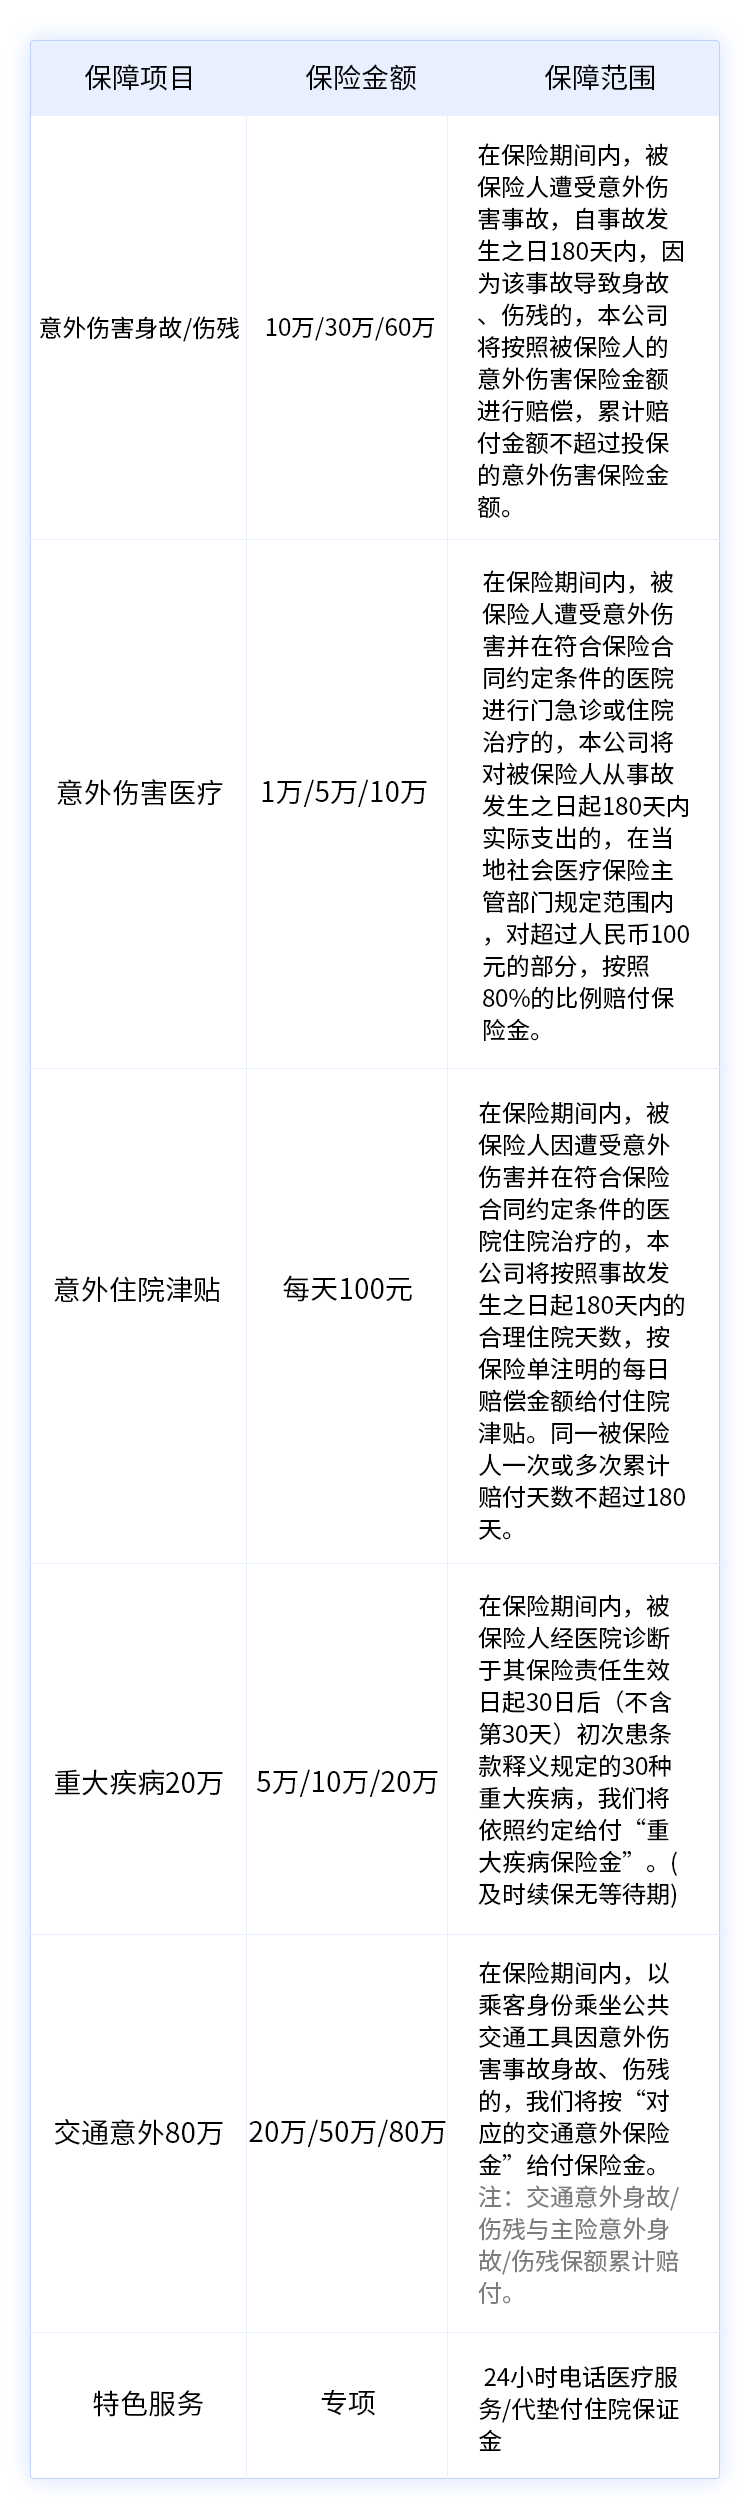 保障项目 保险金额 保障范围
在保险期间内，被
保险人遭受意外伤
害事故，自事故发
生之日180天内，因
为该事故导致身故
、伤残的，本公司
意外伤害身故/伤残 10万/30万/60万
将按照被保险人的
意外伤害保险金额
进行赔偿，累计赔
付金额不超过投保
的意外伤害保险金
额。
在保险期间内，被
保险人遭受意外伤
害并在符合保险合
同约定条件的医院
进行门急诊或住院
治疗的，本公司将
对被保险人从事故
意外伤害医疗 1万/5万/10万
发生之日起180天内
实际支出的，在当
地社会医疗保险主
管部门规定范围内
，对超过人民币100
元的部分，按照
80%的比例赔付保
险金。
在保险期间内，被
保险人因遭受意外
伤害并在符合保险
合同约定条件的医
院住院治疗的，本
公司将按照事故发
意外住院津贴 每天100元
生之日起180天内的
合理住院天数，按
保险单注明的每日
赔偿金额给付住院
津贴。同一被保险
人一次或多次累计
赔付天数不超过180
天。
在保险期间内，被
保险人经医院诊断
于其保险责任生效
日起30日后（不含
第30天）初次患条
款释义规定的30种
重大疾病20万 5万/10万/20万
重大疾病，我们将
依照约定给付“重
大疾病保险金”。(
及时续保无等待期)
在保险期间内，以
乘客身份乘坐公共
交通工具因意外伤
害事故身故、伤残
的，我们将按“对
交通意外80万 20万/50万/80万
应的交通意外保险
金”给付保险金。
注：交通意外身故/
伤残与主险意外身
故/伤残保额累计赔
付。
特色服务 专项
24小时电话医疗服
务/代垫付住院保证
金